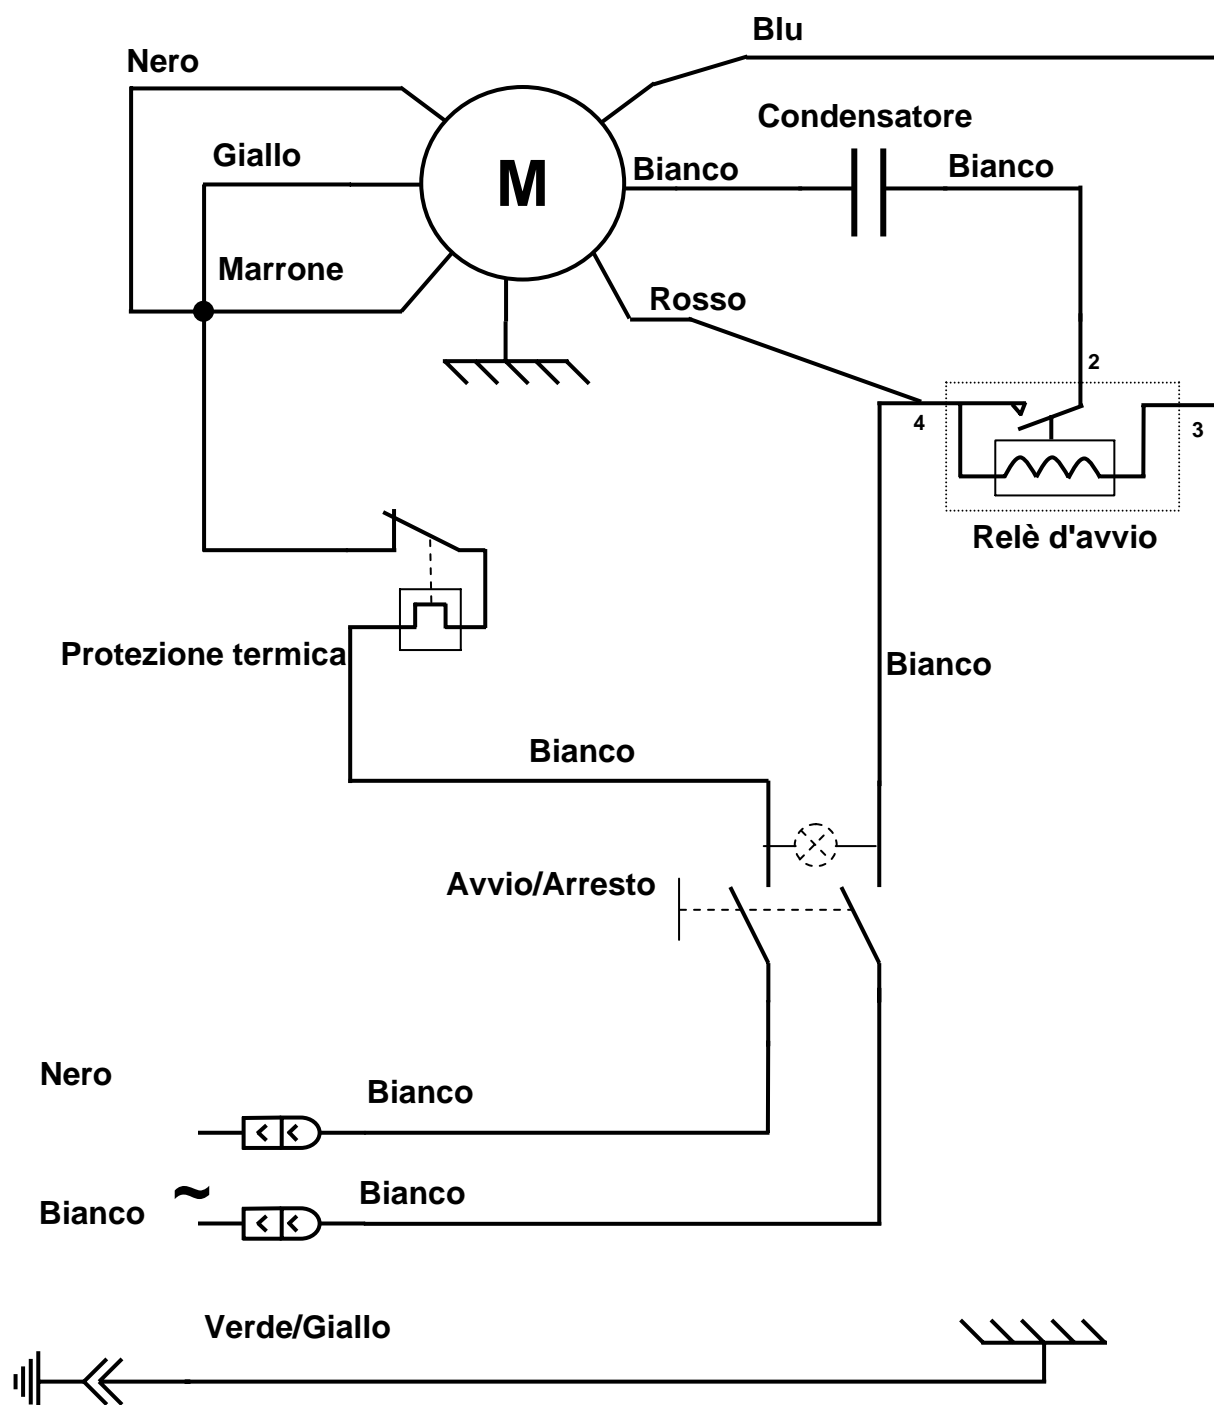 Blu
Nero
Condensatore
Giallo
M
Bianco
Bianco
Marrone
Rosso
2
4
3
Relè d'avvio
Protezione termica
Bianco
Bianco
Avvio/Arresto
Nero
Bianco
~
Bianco
Bianco
Verde/Giallo